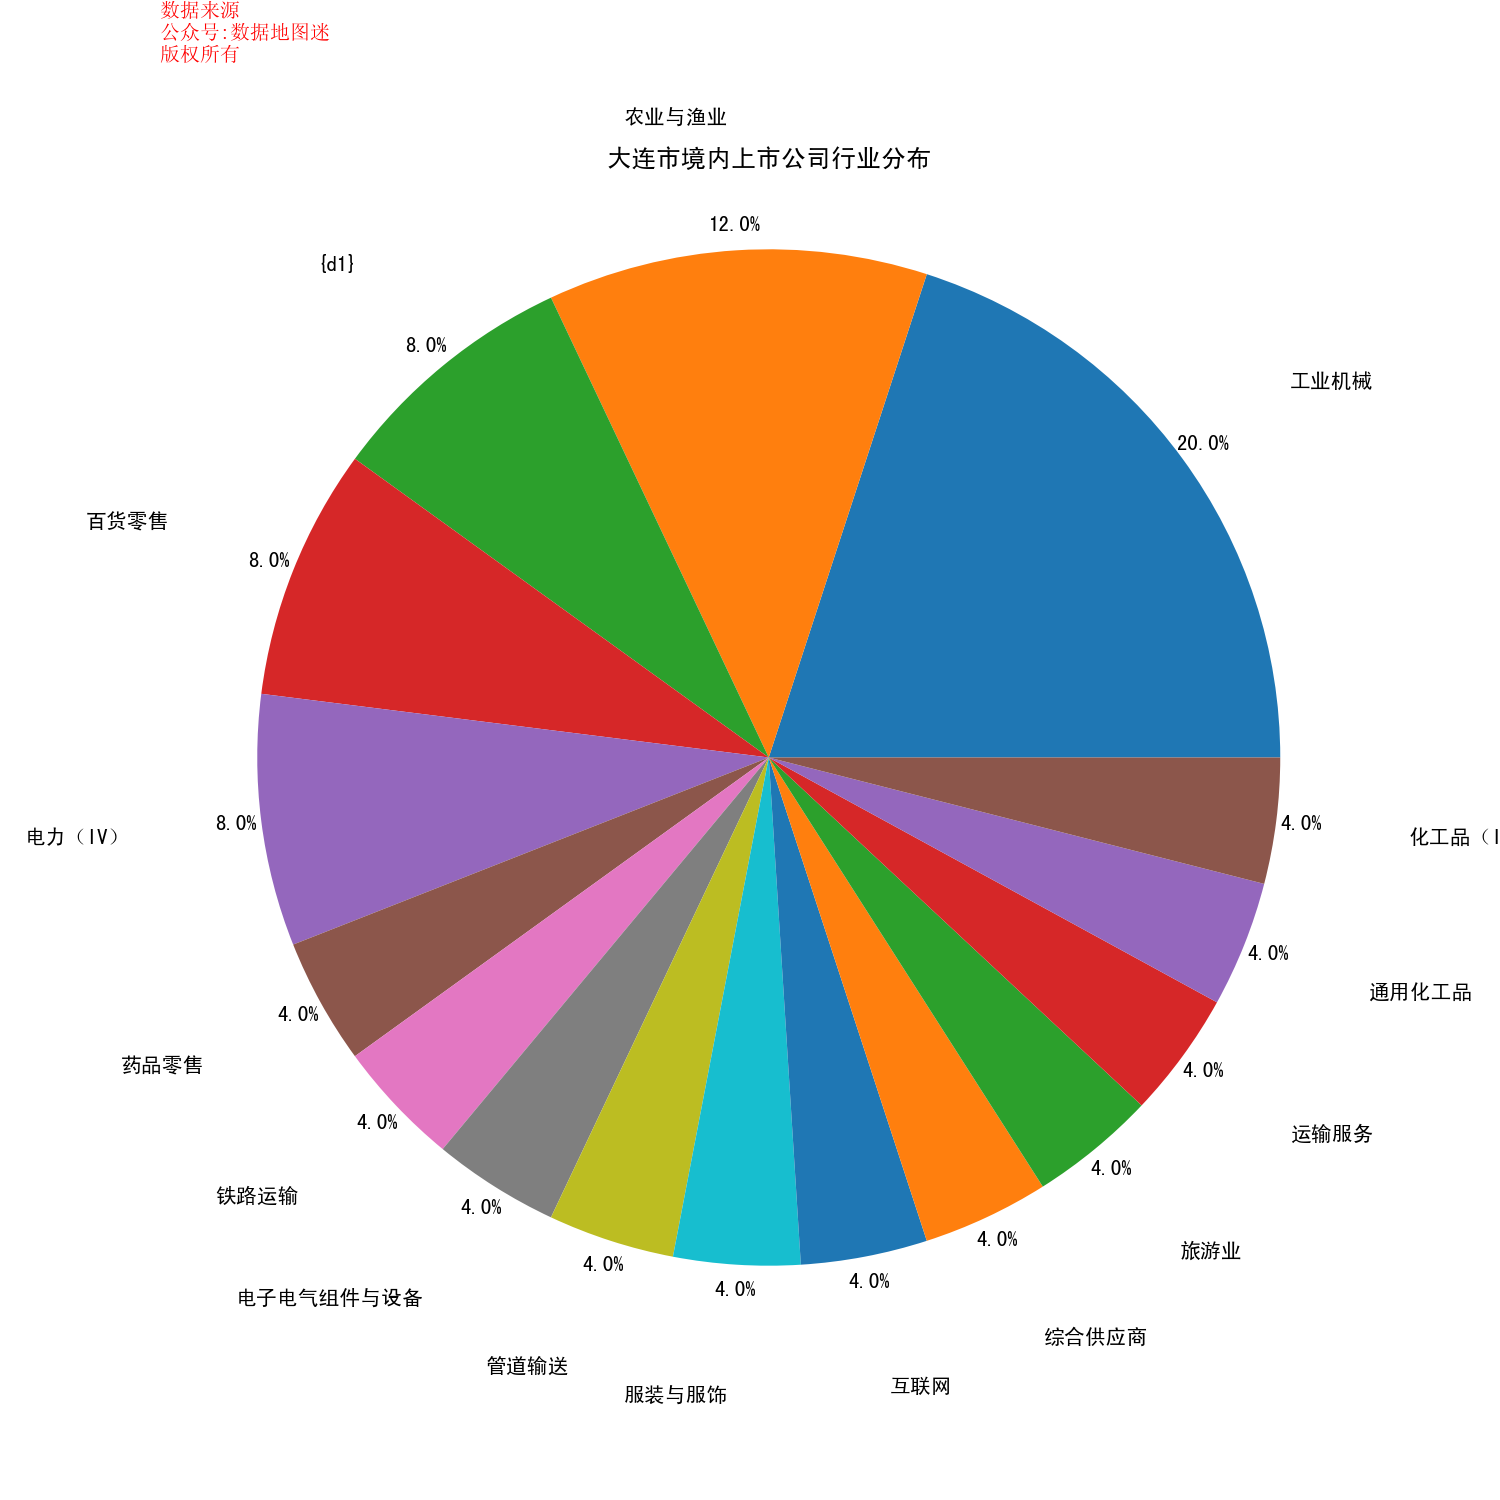 数据来源
公众号:数据地图迷
版权所有
农业与渔业
大连市境内上市公司行业分布
12.0%
{d1}
8.0%
工业机械
20.0%
百货零售
8.0%
电力（IV）
8.0%
4.0%
化工品（I
4.0%
通用化工品
药品零售
4.0%
4.0%
运输服务
铁路运输
4.0%
4.0%
旅游业
电子电气组件与设备
4.0%
4.0%
综合供应商
管道输送
4.0%
服装与服饰
4.0%
互联网
4.0%